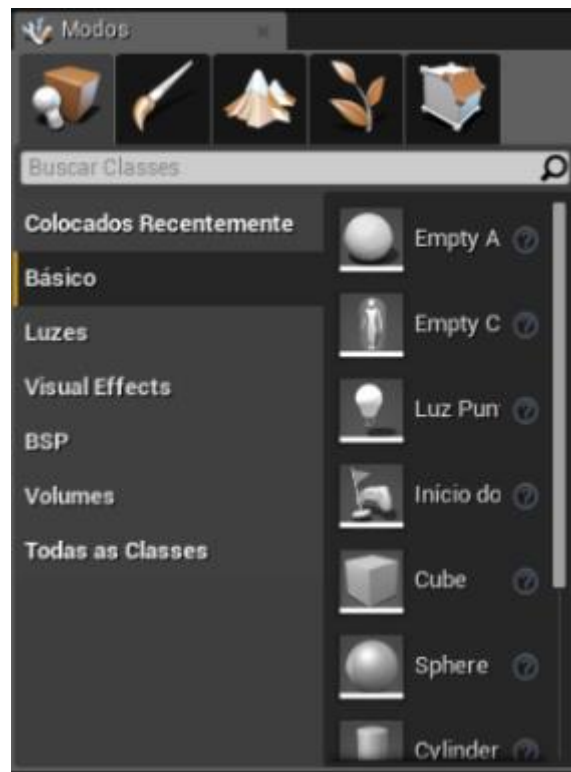 Modos
Buscar Classes
Colocados Recentemente
Básico
Luzes
Visual Effects
BSP
Volumes
Todas as Classes
Empty A
Empty C
Luz Pun
Início do
Cube
Sphere
Cylinder